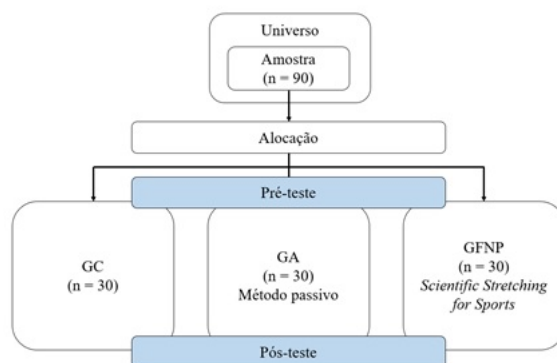 Universo
Amostra
(n = 90)
Alocação
Pré-teste
GC
(n = 30)
GA
(n = 30)
Método passivo
GFNP
(n = 30)
Scientific Stretching
for Sports
Pós-teste